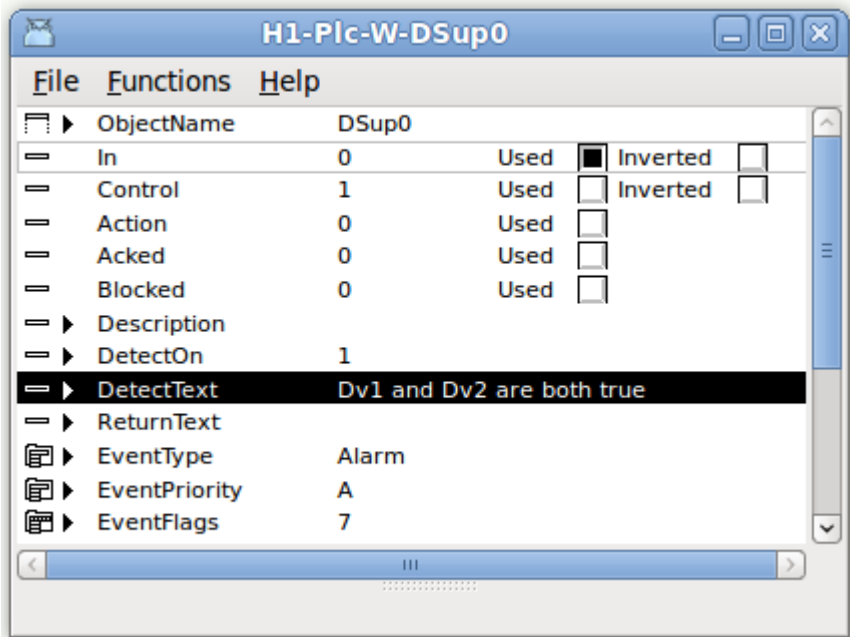 H1-Plc-W-DSup0
File Functions Help
ObjectName DSup0
In 0 Used Inverted
Control 1 Used Inverted
Action 0 Used
Acked 0 Used
Blocked 0 Used
Description
DetectOn 1
DetectText Dv1 and Dv2 are both true
ReturnText
EventType Alarm
EventPriority A
EventFlags 7